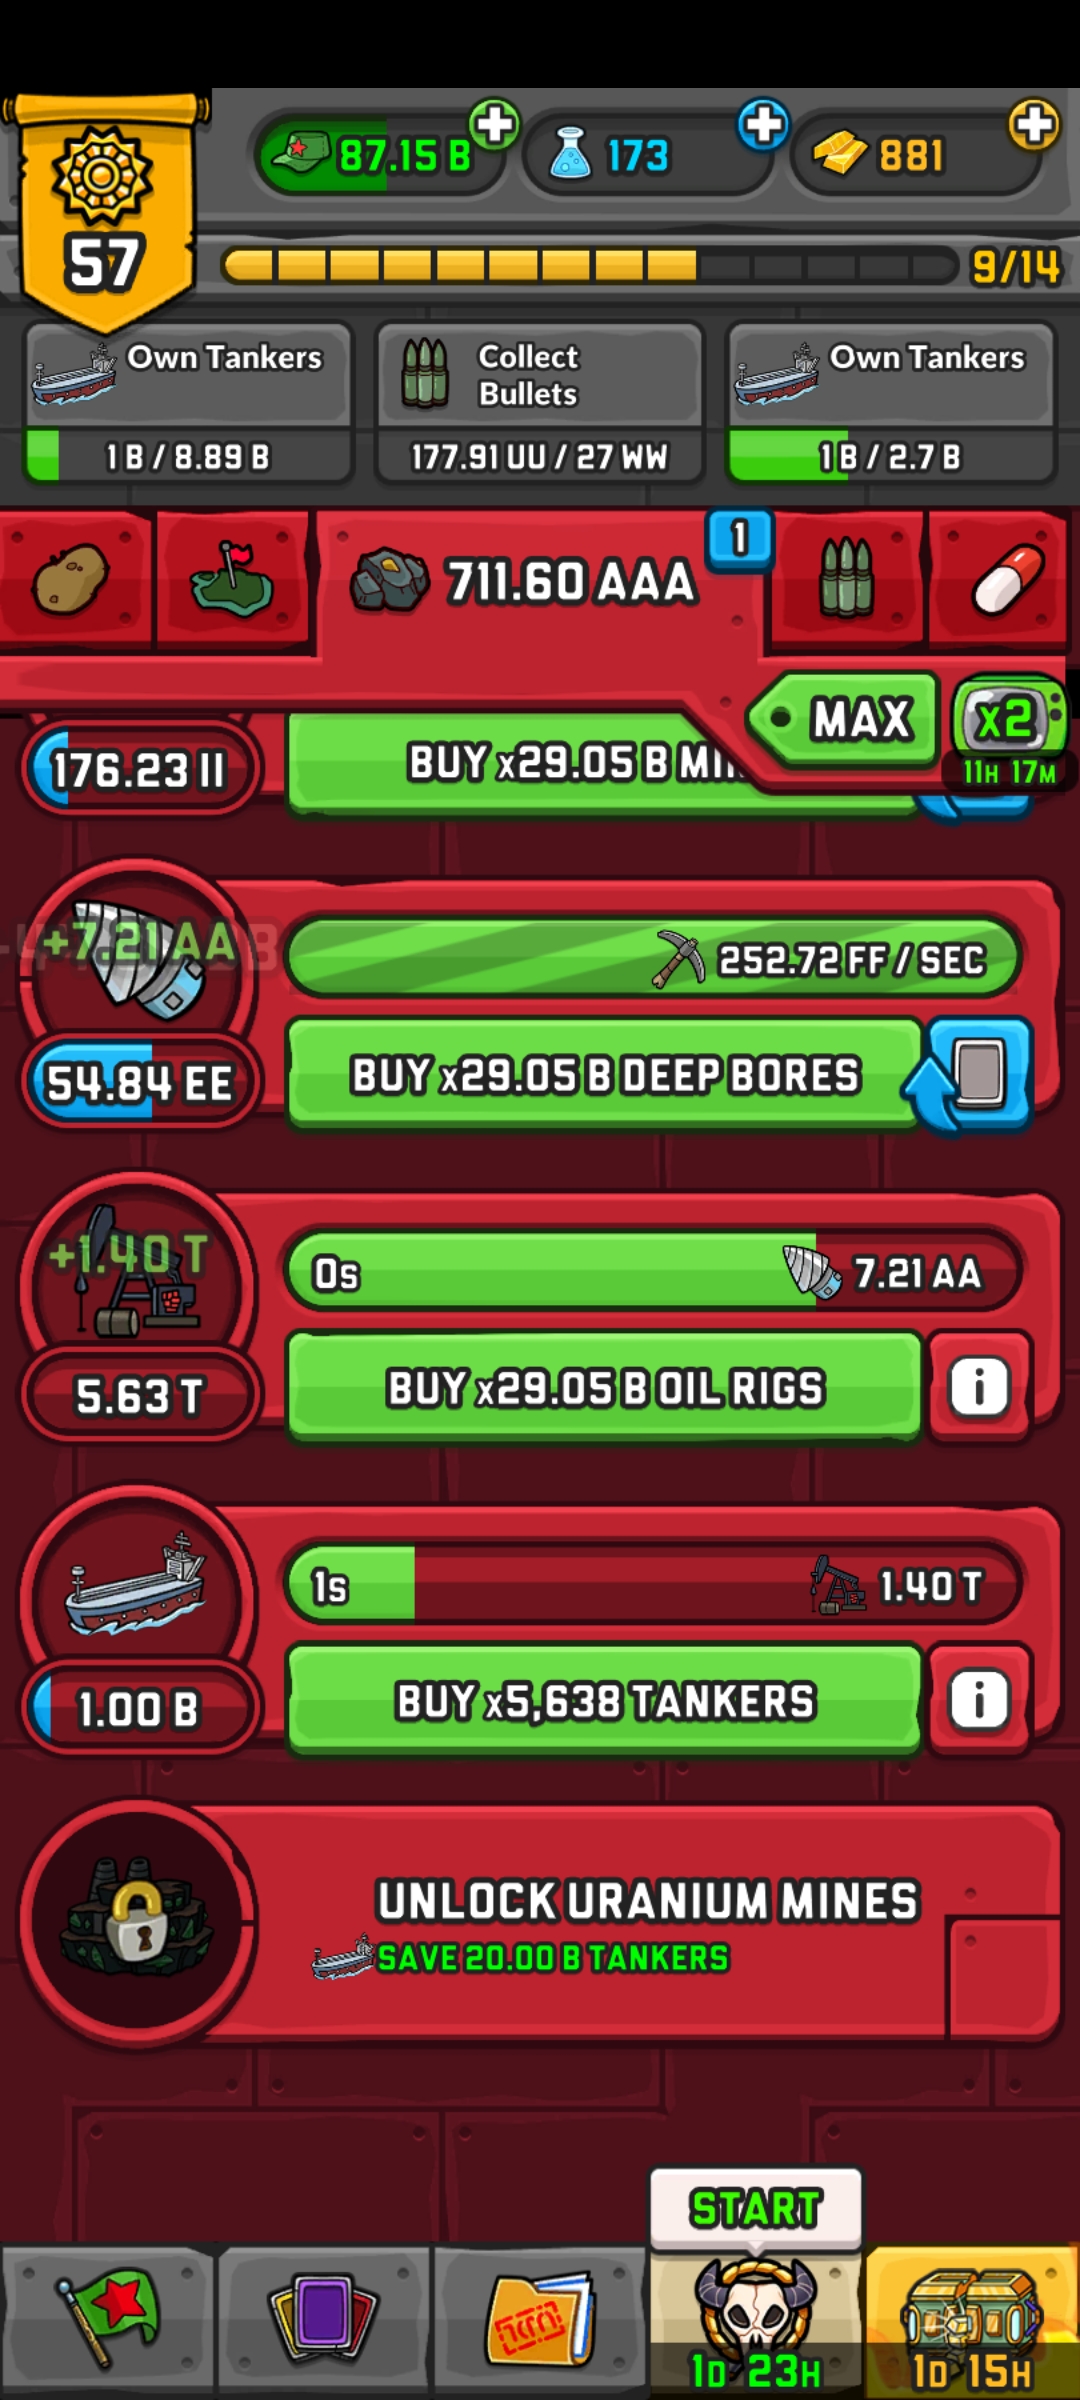 87.15 B
173
881
57
9/14
Own Tankers
1 B / 8.89 B
Collect
Bullets
177.91 UU / 27 WW
Own Tankers
1 B / 2.7 B
711.60 AAA
1
MAX
x2
11H 17M
176.23 II
BUY x29.05 B
+7.21 AA
252.72 FF / SEC
54.84 EE
BUY x29.05 B DEEP BORES
+1.40 T
0s
7.21 AA
5.63 T
BUY x29.05 B OIL RIGS
i
1s
1.40 T
1.00 B
BUY x5,638 TANKERS
i
UNLOCK URANIUM MINES
SAVE 20.00 B TANKERS
START
1D 23H
1D 15H